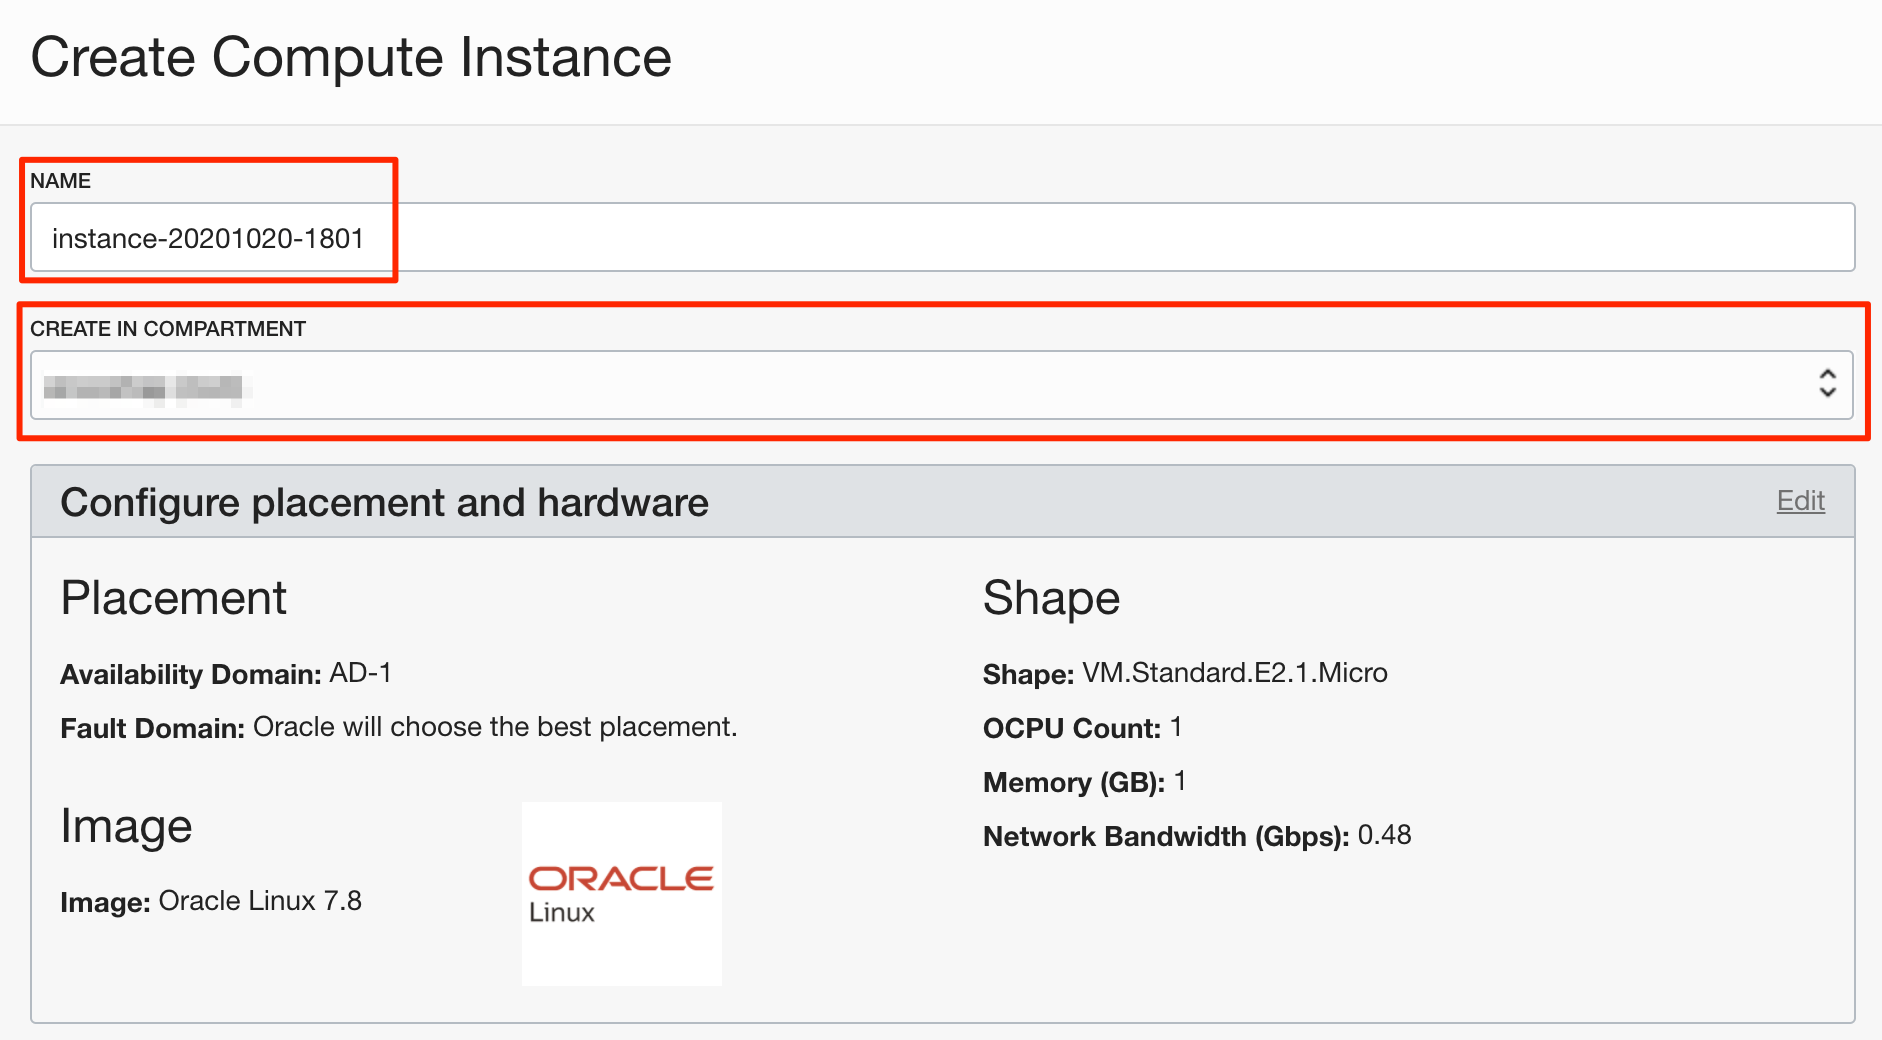 Create Compute Instance
NAME
instance-20201020-1801
CREATE IN COMPARTMENT
Configure placement and hardware
Edit
Placement
Availability Domain: AD-1
Fault Domain: Oracle will choose the best placement.
Image
Image: Oracle Linux 7.8
ORACLE
Linux
Shape
Shape: VM.Standard.E2.1.Micro
OCPU Count: 1
Memory (GB): 1
Network Bandwidth (Gbps): 0.48